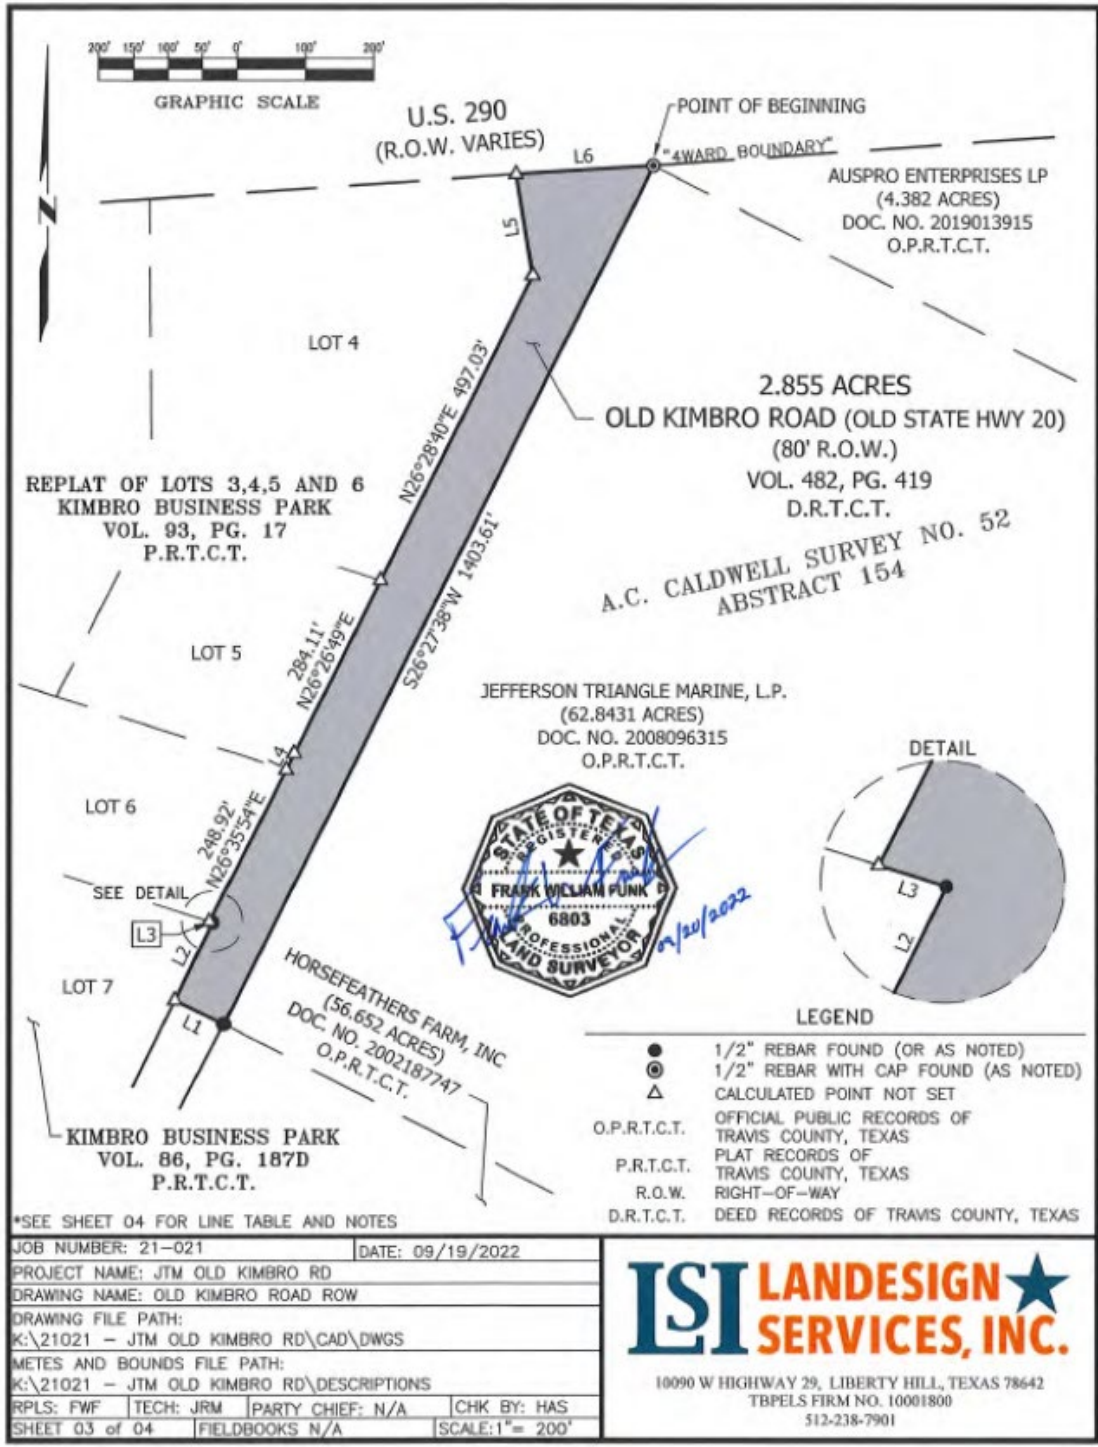 200' 150' 100' 50' 0' 100' 200'
GRAPHIC SCALE
N
U.S. 290
(R.O.W. VARIES)
L6
POINT OF BEGINNING
"4WARD BOUNDARY"
AUSPRO ENTERPRISES LP
(4.382 ACRES)
DOC. NO. 2019013915
O.P.R.T.C.T.
L5
LOT 4
N26°28'40"E 497.03'
2.855 ACRES
OLD KIMBRO ROAD (OLD STATE HWY 20)
(80' R.O.W.)
VOL. 482, PG. 419
D.R.T.C.T.
REPLAT OF LOTS 3,4,5 AND 6
KIMBRO BUSINESS PARK
VOL. 93, PG. 17
P.R.T.C.T.
S26°27'38"W 1403.61'
A.C. CALDWELL SURVEY NO. 52
ABSTRACT 154
LOT 5
284.11'
N26°26'49"E
JEFFERSON TRIANGLE MARINE, L.P.
(62.8431 ACRES)
DOC. NO. 2008096315
O.P.R.T.C.T.
L4
LOT 6
248.92'
N26°35'54"E
STATE OF TEXAS
REGISTERED
FRANK WILLIAM FUNK
6803
PROFESSIONAL
LAND SURVEYOR
09/20/2022
DETAIL
L3
L2
SEE DETAIL
L3
L2
LOT 7
L1
HORSEFEATHERS FARM, INC
(56.652 ACRES)
DOC. NO. 2002187747
O.P.R.T.C.T.
KIMBRO BUSINESS PARK
VOL. 86, PG. 187D
P.R.T.C.T.
LEGEND
1/2" REBAR FOUND (OR AS NOTED)
1/2" REBAR WITH CAP FOUND (AS NOTED)
CALCULATED POINT NOT SET
O.P.R.T.C.T. OFFICIAL PUBLIC RECORDS OF
TRAVIS COUNTY, TEXAS
P.R.T.C.T. PLAT RECORDS OF
TRAVIS COUNTY, TEXAS
R.O.W. RIGHT-OF-WAY
D.R.T.C.T. DEED RECORDS OF TRAVIS COUNTY, TEXAS
*SEE SHEET 04 FOR LINE TABLE AND NOTES
JOB NUMBER: 21-021 DATE: 09/19/2022
PROJECT NAME: JTM OLD KIMBRO RD
DRAWING NAME: OLD KIMBRO ROAD ROW
DRAWING FILE PATH:
K:\21021 - JTM OLD KIMBRO RD\CAD\DWGS
METES AND BOUNDS FILE PATH:
K:\21021 - JTM OLD KIMBRO RD\DESCRIPTIONS
RPLS: FWF TECH: JRM PARTY CHIEF: N/A CHK BY: HAS
SHEET 03 of 04 FIELDBOOKS N/A SCALE:1"= 200'
LSI LANDESIGN
SERVICES, INC.
10090 W HIGHWAY 29, LIBERTY HILL, TEXAS 78642
TBPELS FIRM NO. 10001800
512-238-7901